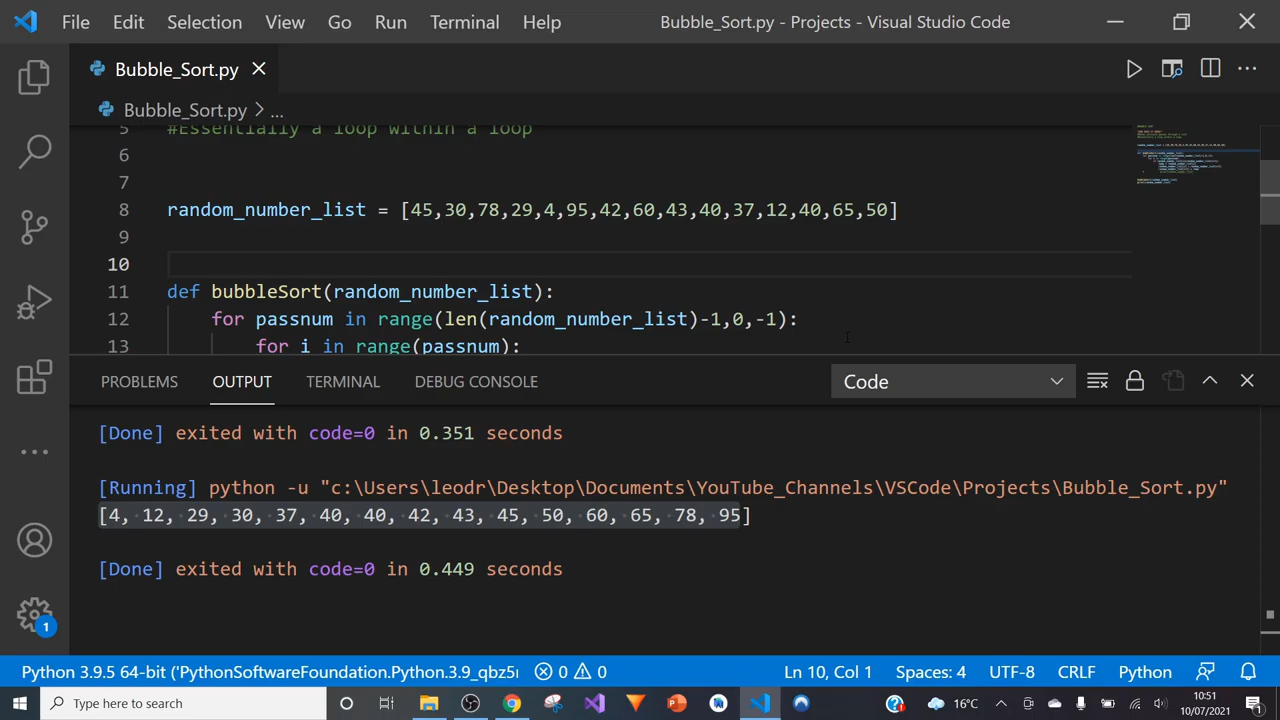 File Edit Selection View Go Run Terminal Help Bubble_Sort.py - Projects - Visual Studio Code
Bubble_Sort.py
Bubble_Sort.py > ...
5 #Essentially a loop within a loop
6
7
8 random_number_list = [45,30,78,29,4,95,42,60,43,40,37,12,40,65,50]
9
10
11 def bubbleSort(random_number_list):
12 for passnum in range(len(random_number_list)-1,0,-1):
13 for i in range(passnum):
PROBLEMS OUTPUT TERMINAL DEBUG CONSOLE Code
[Done] exited with code=0 in 0.351 seconds
[Running] python -u "c:\Users\leodr\Desktop\Documents\YouTube_Channels\VSCode\Projects\Bubble_Sort.py"
[4, 12, 29, 30, 37, 40, 40, 42, 43, 45, 50, 60, 65, 78, 95]
[Done] exited with code=0 in 0.449 seconds
1
Python 3.9.5 64-bit ('PythonSoftwareFoundation.Python.3.9_qbz5 0 0 Ln 10, Col 1 Spaces: 4 UTF-8 CRLF Python
Type here to search 16°C 10:51
10/07/2021 1